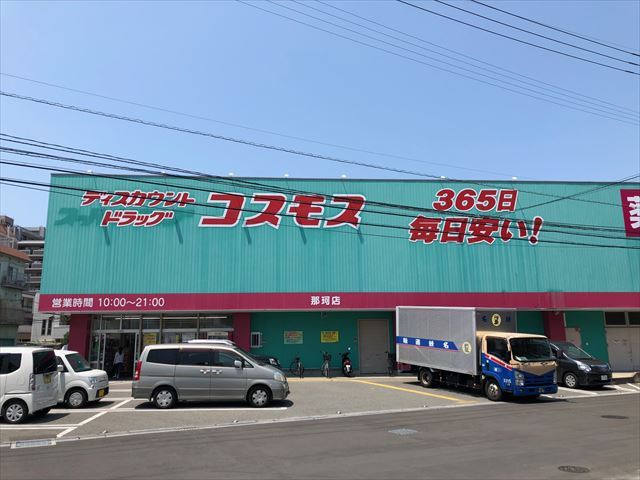 ディスカウント
ドラッグ
コスモス
365日
毎日安い!
薬
営業時間 10:00〜21:00
那珂店